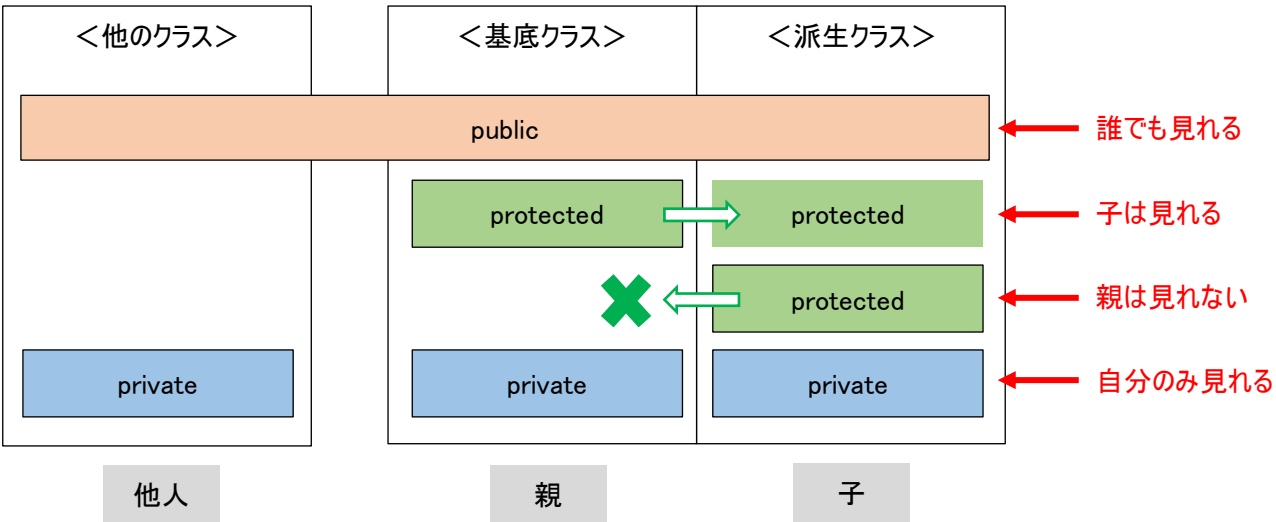 ＜他のクラス＞
＜基底クラス＞
＜派生クラス＞
public
誰でも見れる
protected
protected
子は見れる
protected
親は見れない
private
private
private
自分のみ見れる
他人
親
子